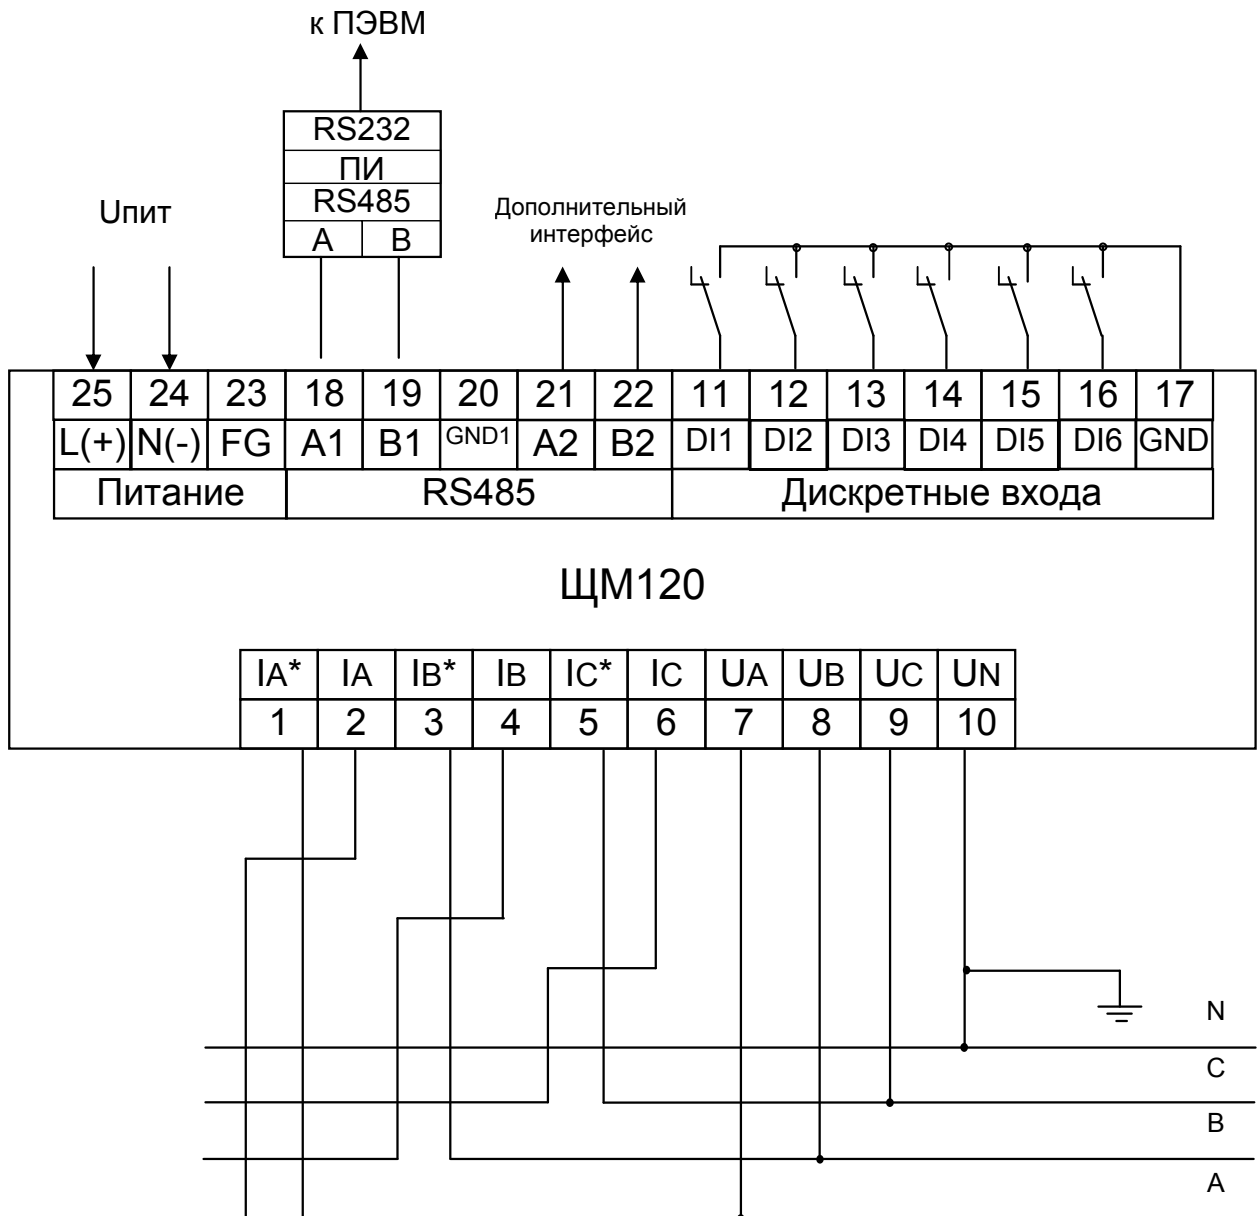 к ПЭВМ
RS232
ПИ
RS485
A B
Uпит
Дополнительный
интерфейс
25 24 23 18 19 20 21 22 11 12 13 14 15 16 17
L(+) N(-) FG A1 B1 GND1 A2 B2 DI1 DI2 DI3 DI4 DI5 DI6 GND
Питание RS485 Дискретные входа
ЩМ120
IA* IA IB* IB IC* IC UA UB UC UN
1 2 3 4 5 6 7 8 9 10
N
C
B
A